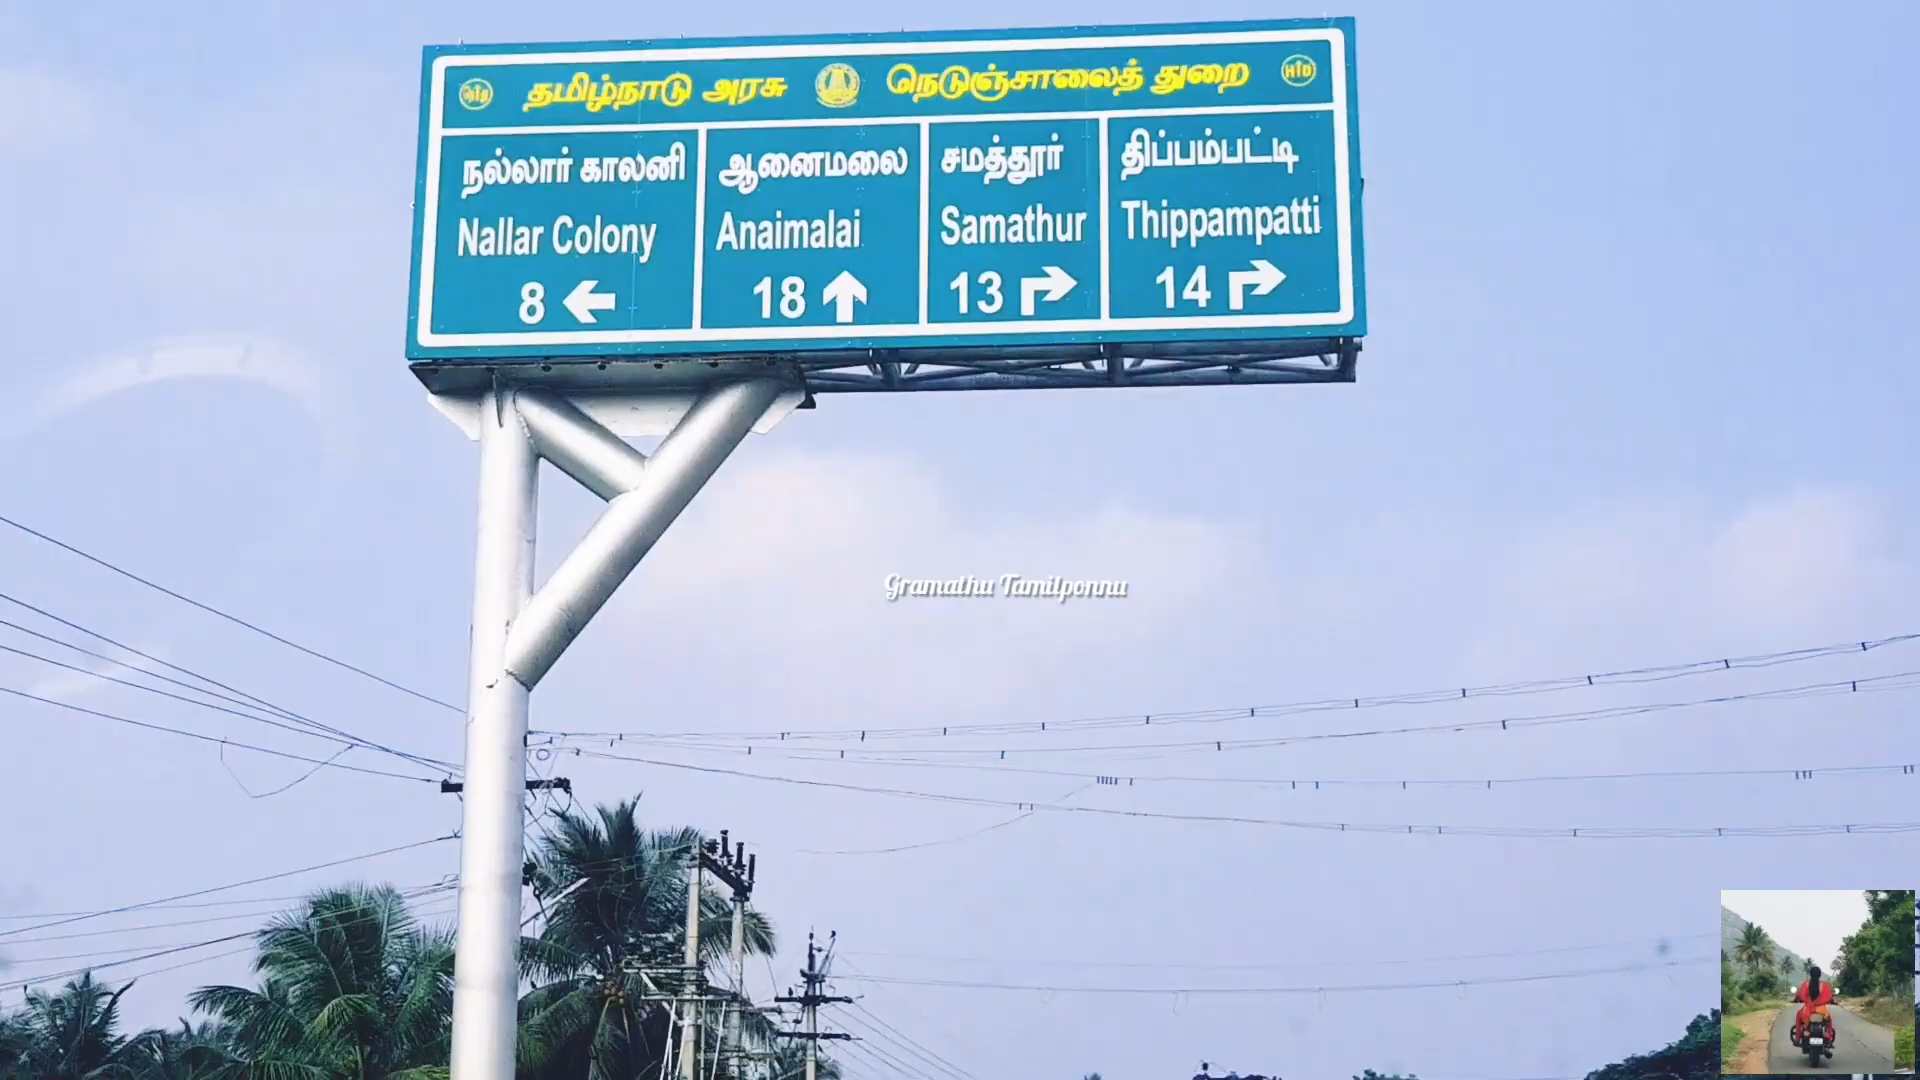 தமிழ்நாடு அரசு நெடுஞ்சாலைத் துறை HTD
நல்லார் காலனி
Nallar Colony
8
ஆனைமலை
Anaimalai
18
சமத்தூர்
Samathur
13
திப்பம்பட்டி
Thippampatti
14
Gramathu Tamilponnu